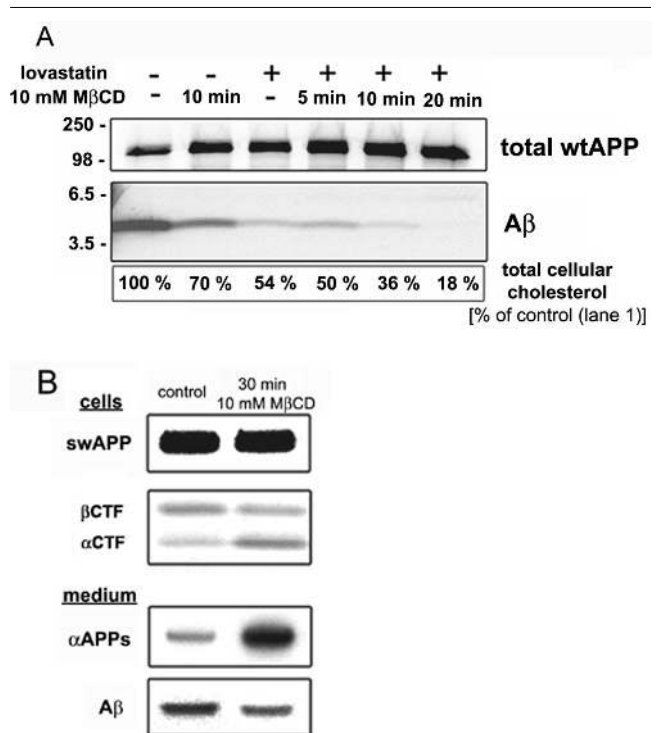 A
lovastatin - - + + + +
10 mM MβCD - 10 min - 5 min 10 min 20 min
250 -
98 -
total wtAPP
6.5 -
3.5 -
Aβ
100 % 70 % 54 % 50 % 36 % 18 %
total cellular
cholesterol
[% of control (lane 1)]
B
cells
control
30 min
10 mM MβCD
swAPP
βCTF
αCTF
medium
αAPPs
Aβ